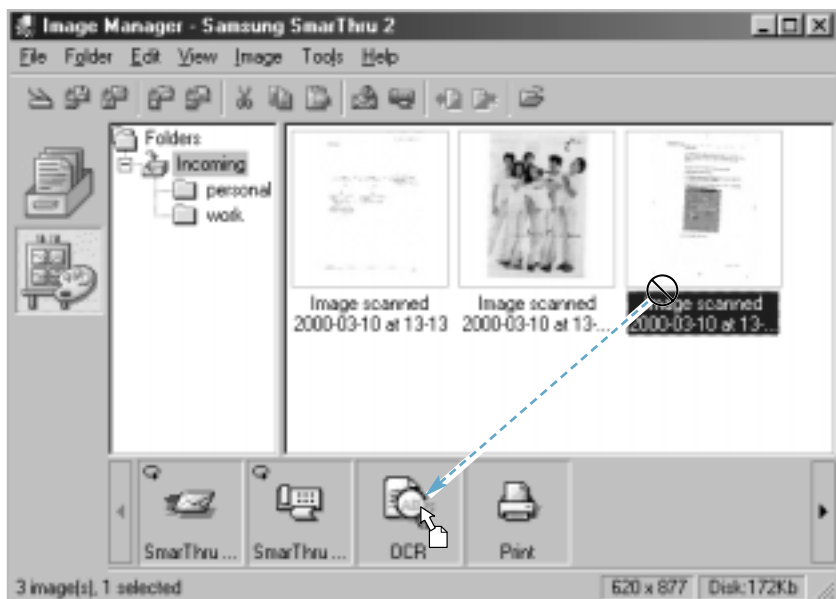 Image Manager - Samsung SmarThru 2
File Folder Edit View Image Tools Help
Folders
Incoming
personal
work
Image scanned
2000-03-10 at 13-13
Image scanned
2000-03-10 at 13-...
Image scanned
2000-03-10 at 13-...
SmarThru ...
SmarThru ...
OCR
Print
3 image(s), 1 selected
620 x 877
Disk:172Kb